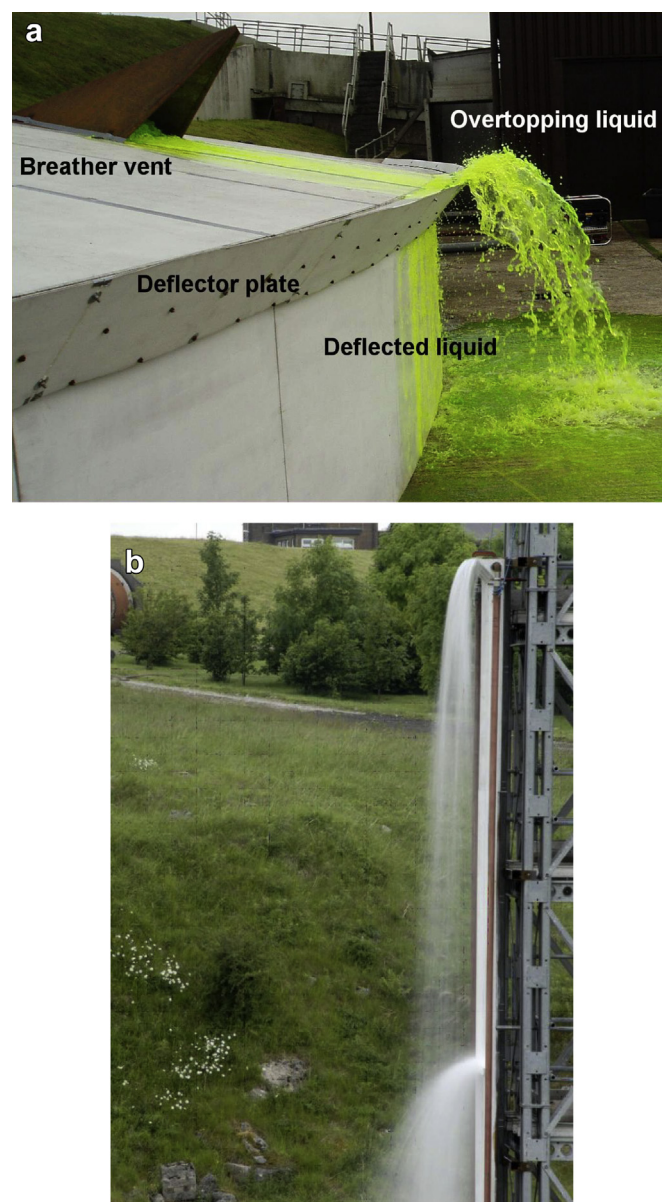 a
Overtopping liquid
Breather vent
Deflector plate
Deflected liquid
b